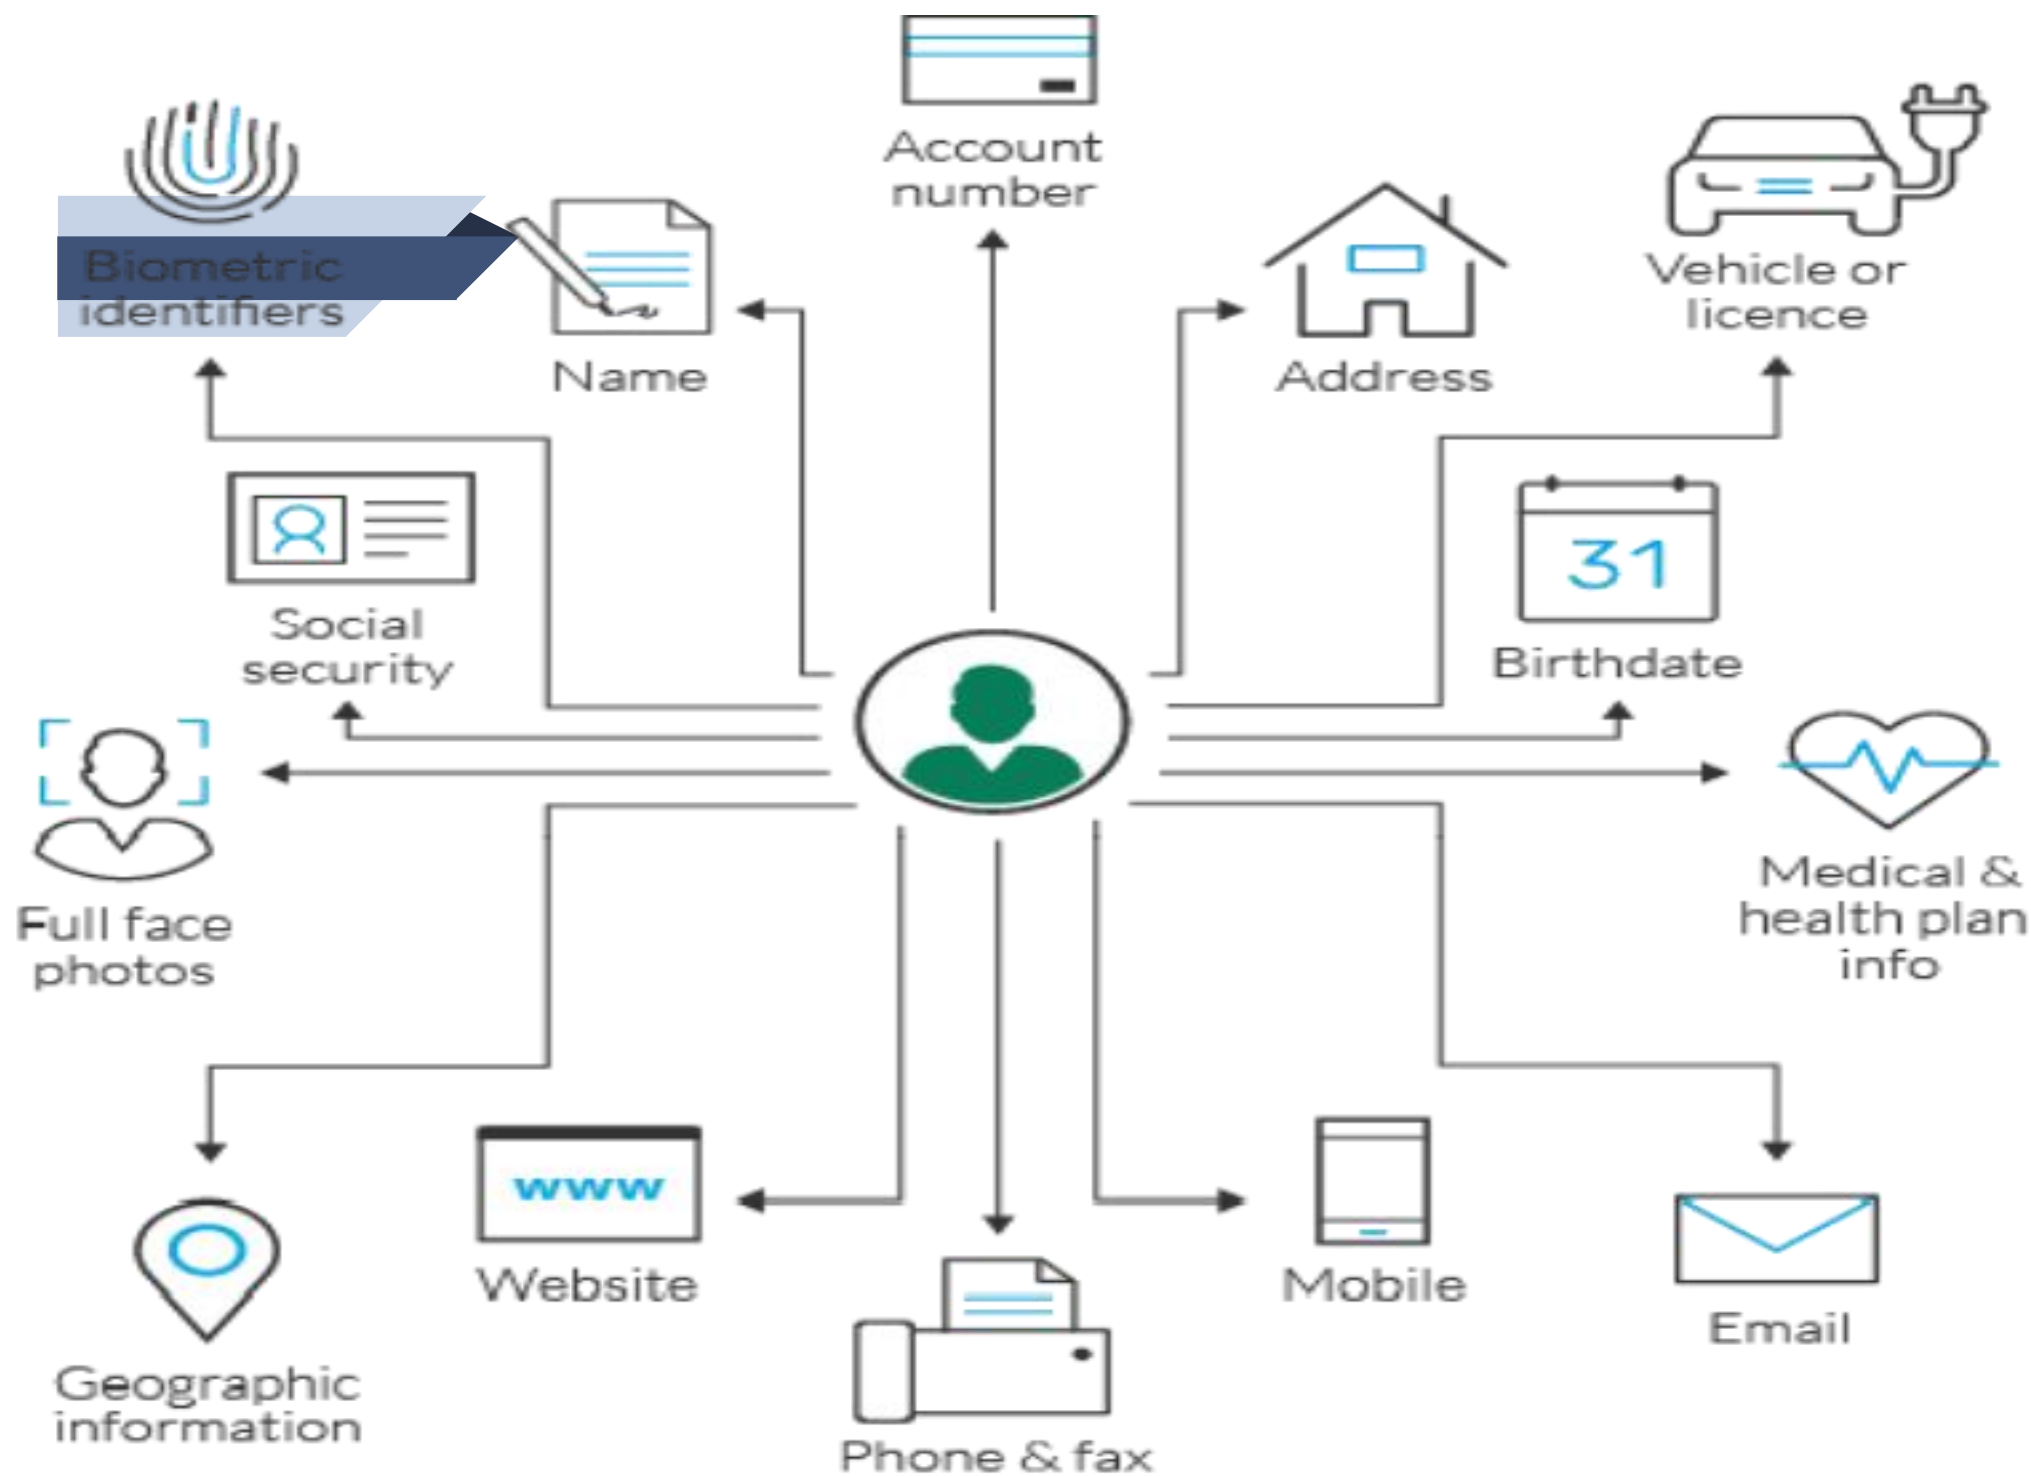 Account
number
Biometric
identifiers
Name
Address
Vehicle or
licence
Social
security
31
Birthdate
Full face
photos
Medical &
health plan
info
www
Website
Mobile
Email
Geographic
information
Phone & fax